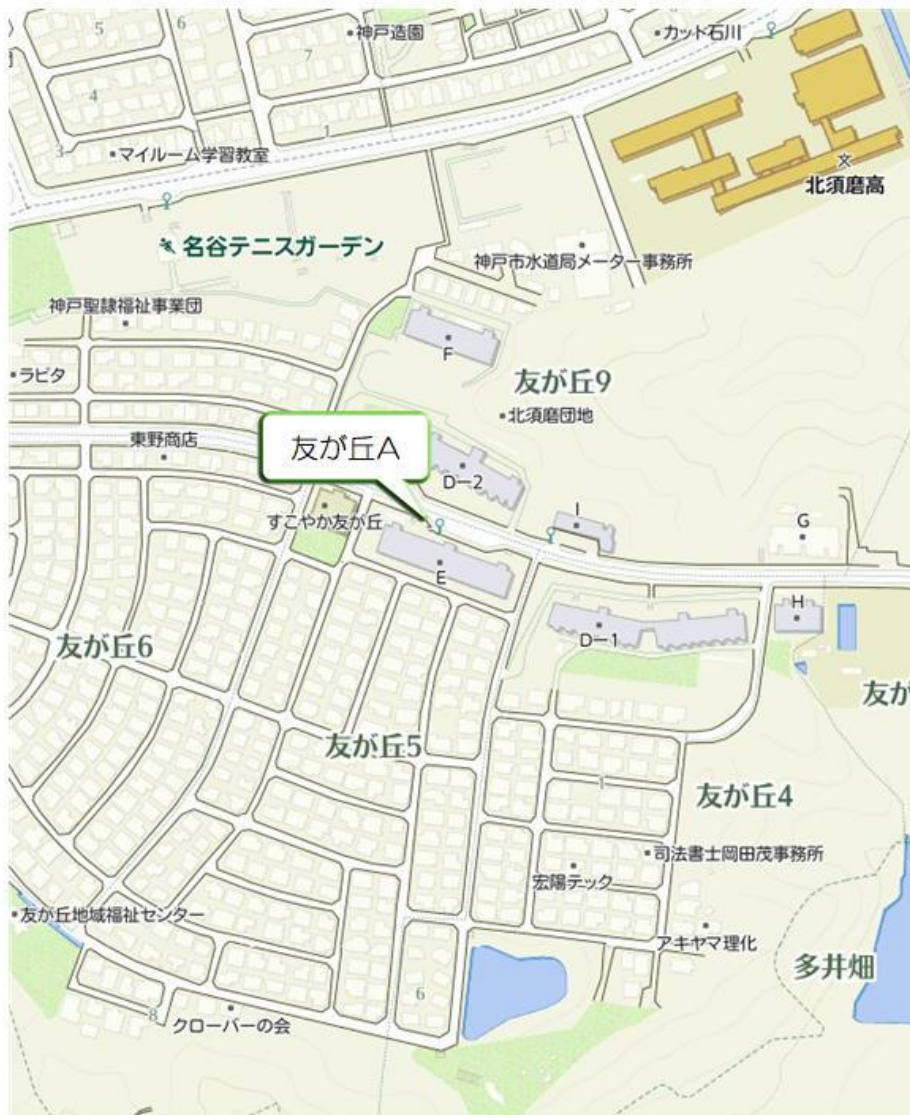 5
6
神戸造園
カット石川
7
4
1
3
マイルーム学習教室
文
北須磨高
名谷テニスガーデン
神戸市水道局メーター事務所
神戸聖隷福祉事業団
F
ラビタ
友が丘9
北須磨団地
東野商店
友が丘A
D-2
すこやか友が丘
I
G
E
H
D-1
友が丘6
友が
友が丘5
1
友が丘4
司法書士岡田茂事務所
宏陽テック
友が丘地域福祉センター
アキヤマ理化
多井畑
6
8
クローバーの会